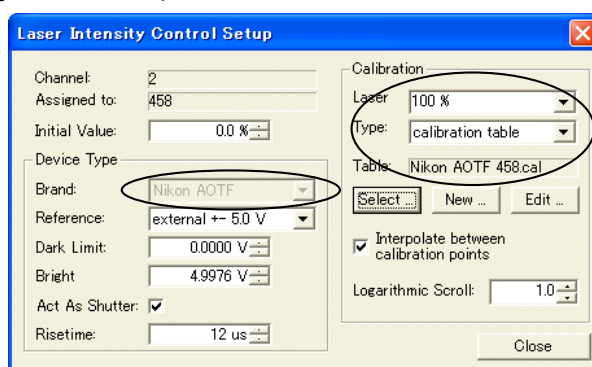 Laser Intensity Control Setup
Channel: 2
Assigned to: 458
Initial Value: 0.0 %
Device Type
Brand: Nikon AOTF
Reference: external +- 5.0 V
Dark Limit: 0.0000 V
Bright 4.9976 V
Act As Shutter:
Risetime: 12 us
Calibration
Laser 100 %
Type: calibration table
Table: Nikon AOTF 458.cal
Select ... New ... Edit ...
Interpolate between
calibration points
Logarithmic Scroll: 1.0
Close